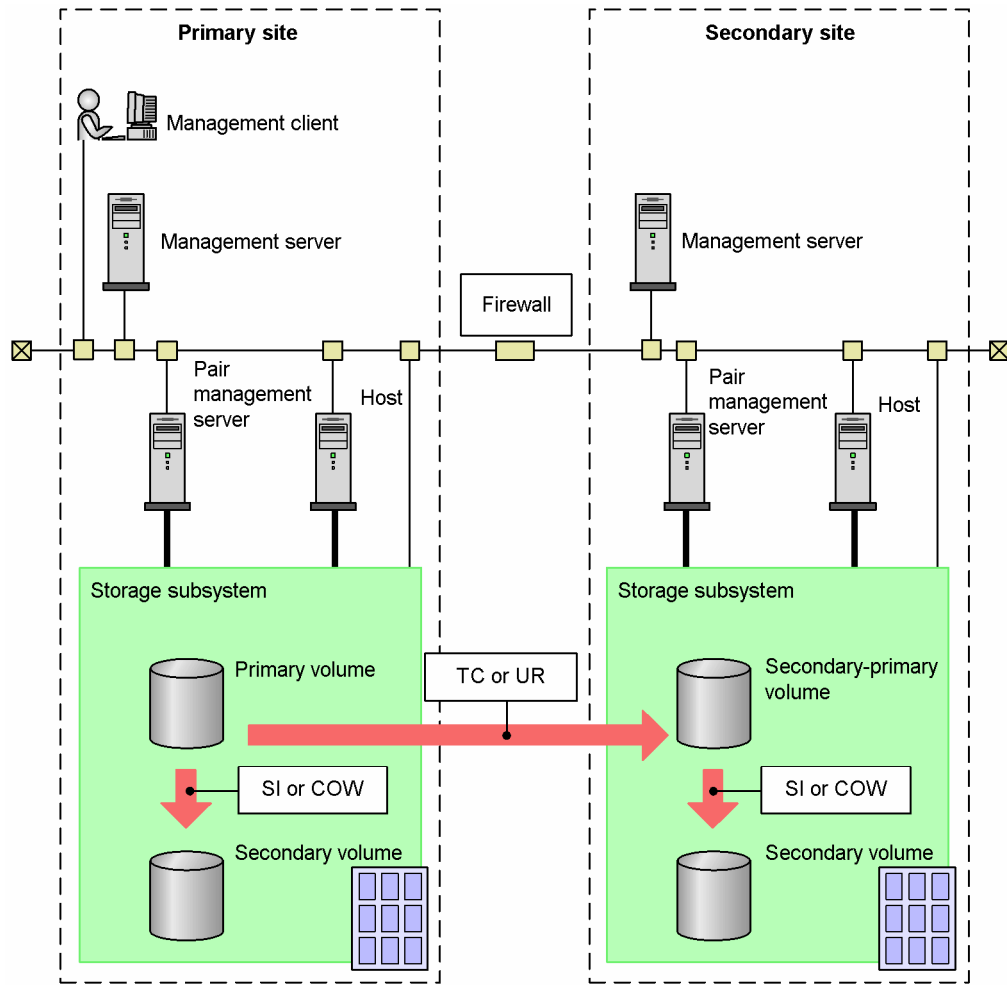 Primary site
Secondary site
Management client
Management server
Management server
Firewall
Pair
management
server
Host
Pair
management
server
Host
Storage subsystem
Storage subsystem
Primary volume
TC or UR
Secondary-primary
volume
SI or COW
SI or COW
Secondary volume
Secondary volume